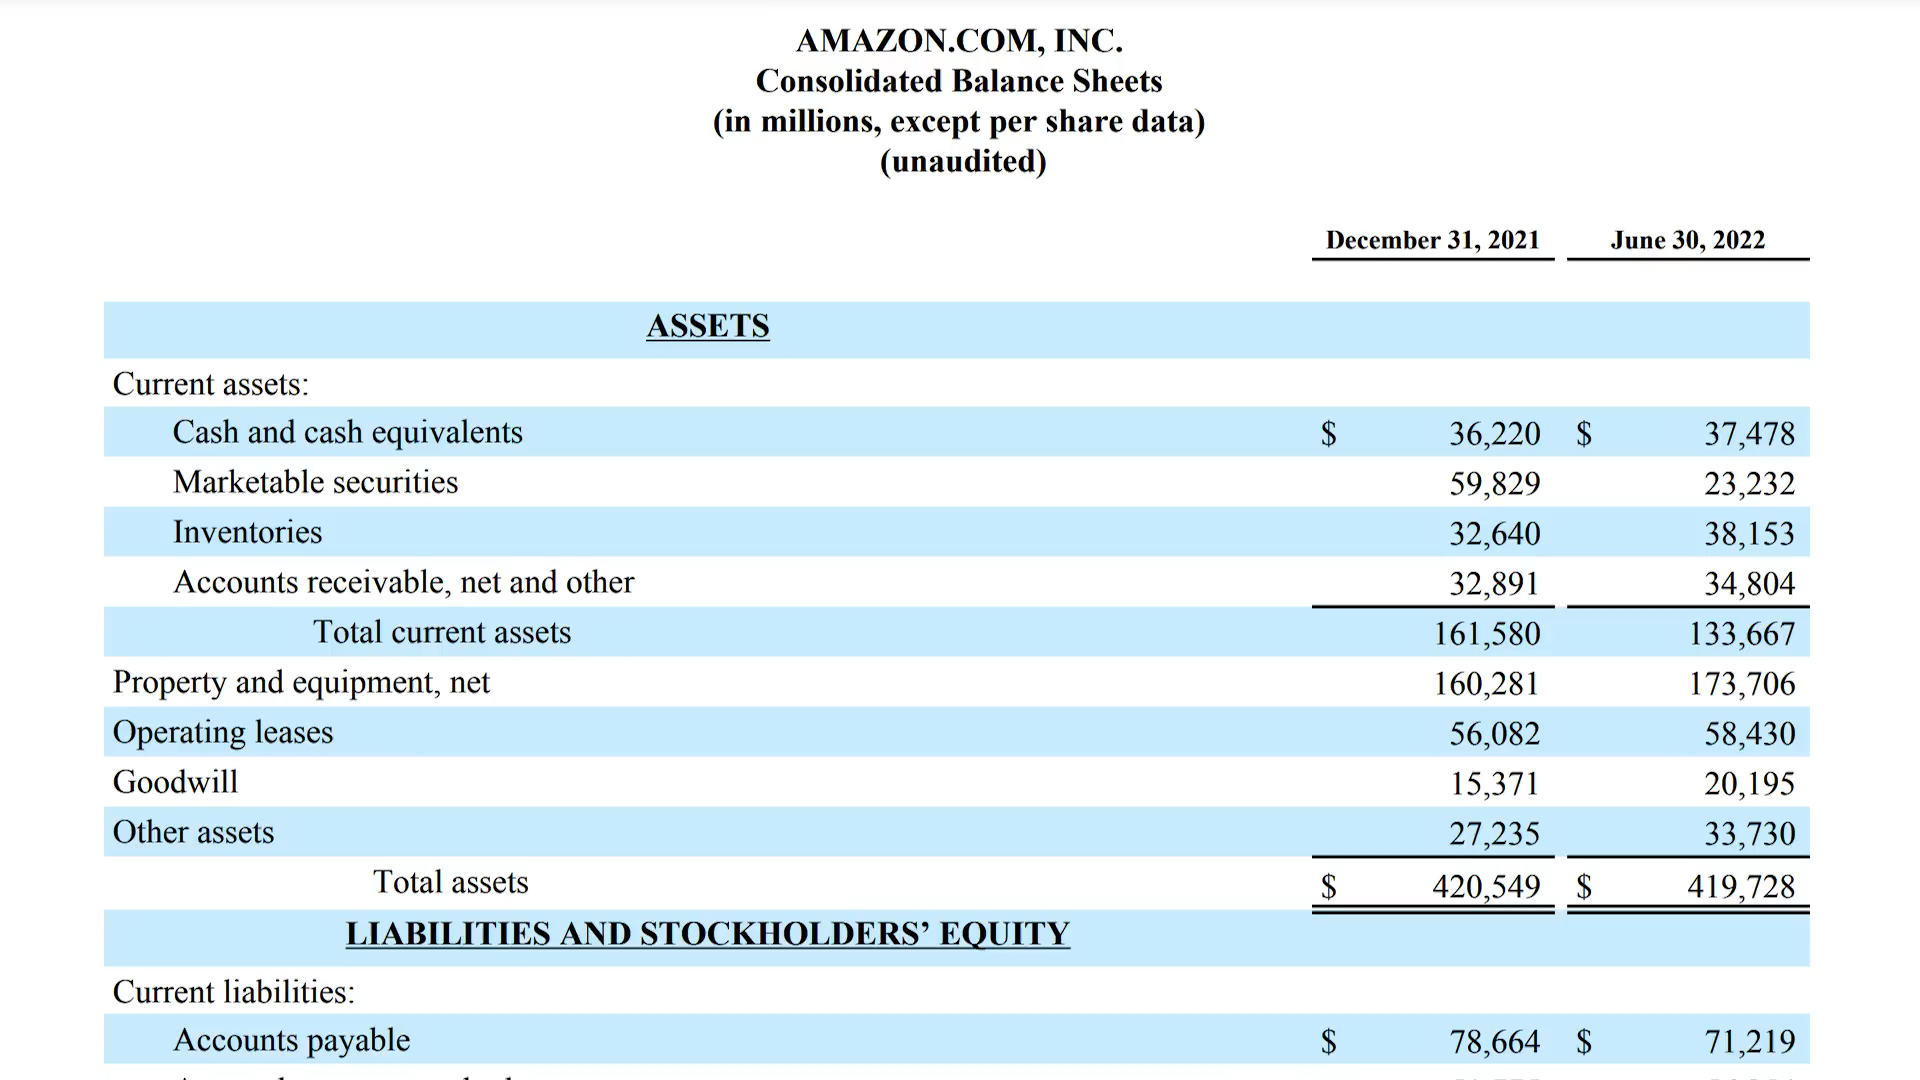 AMAZON.COM, INC.
Consolidated Balance Sheets
(in millions, except per share data)
(unaudited)
December 31, 2021 June 30, 2022
ASSETS
Current assets:
Cash and cash equivalents $ 36,220 $ 37,478
Marketable securities 59,829 23,232
Inventories 32,640 38,153
Accounts receivable, net and other 32,891 34,804
Total current assets 161,580 133,667
Property and equipment, net 160,281 173,706
Operating leases 56,082 58,430
Goodwill 15,371 20,195
Other assets 27,235 33,730
Total assets $ 420,549 $ 419,728
LIABILITIES AND STOCKHOLDERS’ EQUITY
Current liabilities:
Accounts payable $ 78,664 $ 71,219